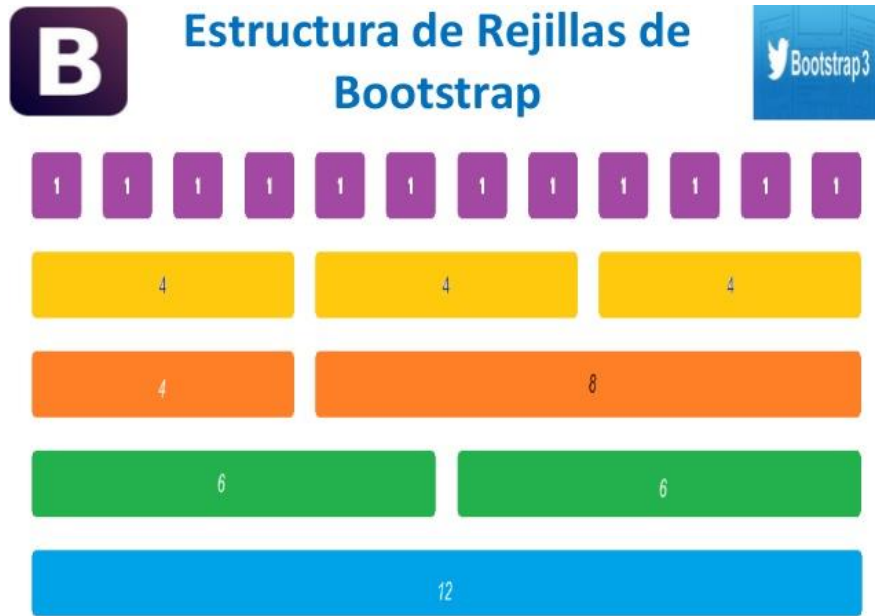 B
Estructura de Rejillas de
Bootstrap
Bootstrap3
1 1 1 1 1 1 1 1 1 1 1 1
4 4 4
4 8
6 6
12